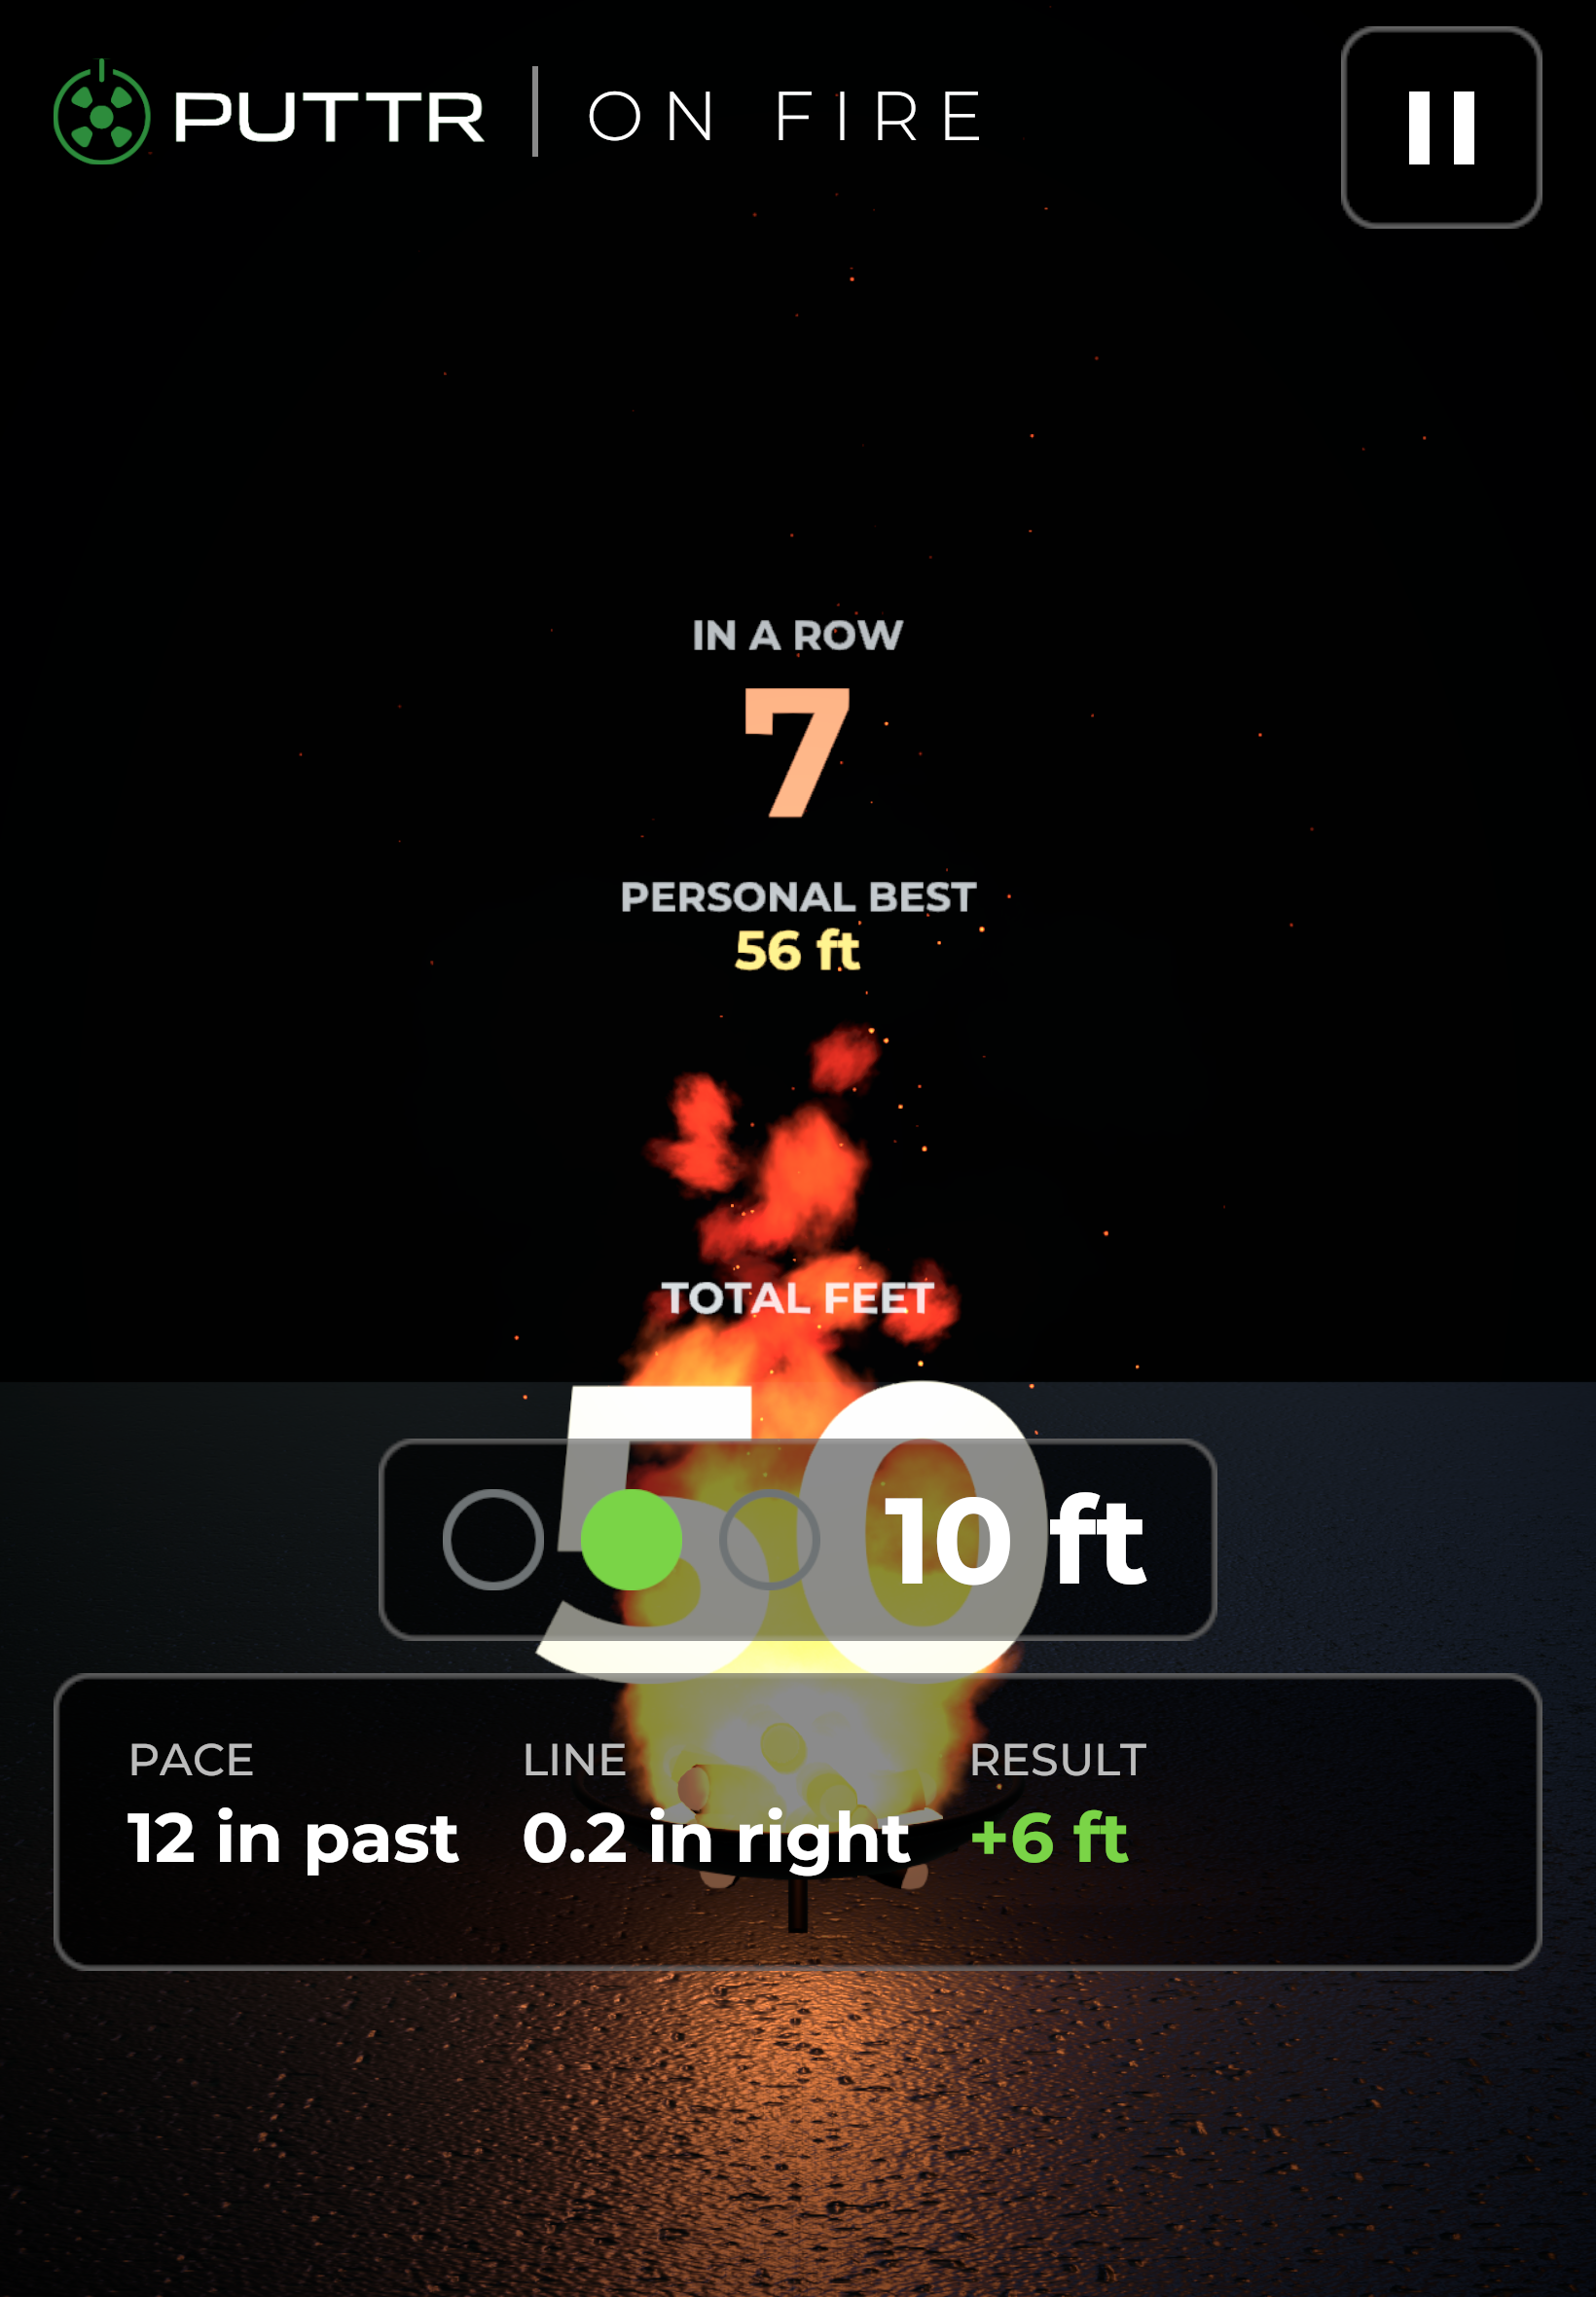 PUTTR | ON FIRE
IN A ROW
7
PERSONAL BEST
56 ft
TOTAL FEET
50
10 ft
PACE LINE RESULT
12 in past 0.2 in right +6 ft